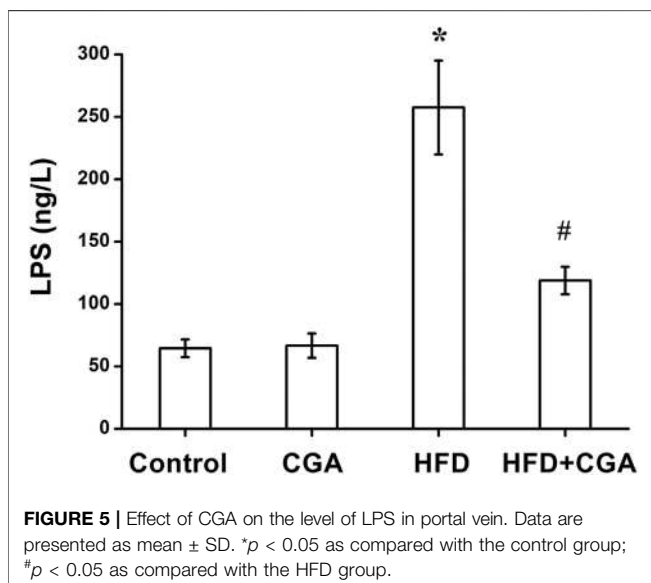 *
#
LPS (ng/L)
300
250
200
150
100
50
0
Control CGA HFD HFD+CGA
FIGURE 5 | Effect of CGA on the level of LPS in portal vein. Data are
presented as mean ± SD. *p < 0.05 as compared with the control group;
#p < 0.05 as compared with the HFD group.